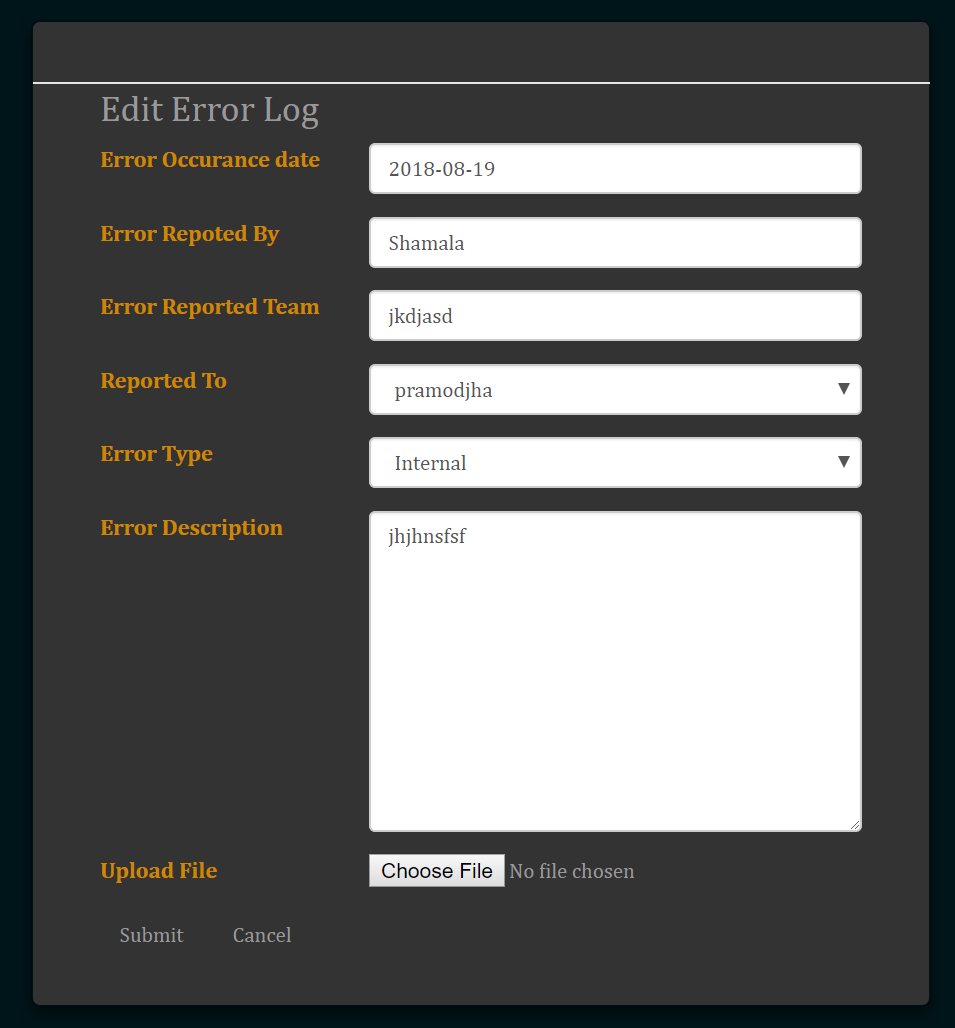 Edit Error Log
Error Occurance date
2018-08-19
Error Repoted By
Shamala
Error Reported Team
jkdjasd
Reported To
pramodjha
Error Type
Internal
Error Description
jhjhnsfsf
Upload File
Choose File No file chosen
Submit Cancel